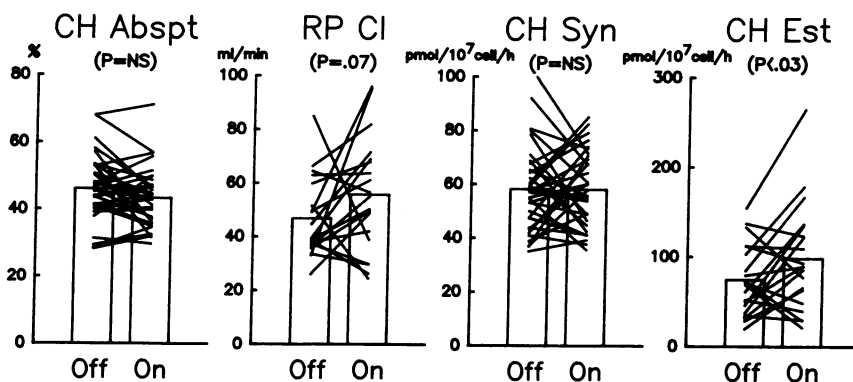 CH Abspt
(P=NS)
%
80
60
40
20
0
Off On
RP Cl
(P=.07)
ml/min
100
80
60
40
20
0
Off On
CH Syn
(P=NS)
pmol/10⁷cell/h
100
80
60
40
20
0
Off On
CH Est
(P<.03)
pmol/10⁷cell/h
300
200
100
0
Off On